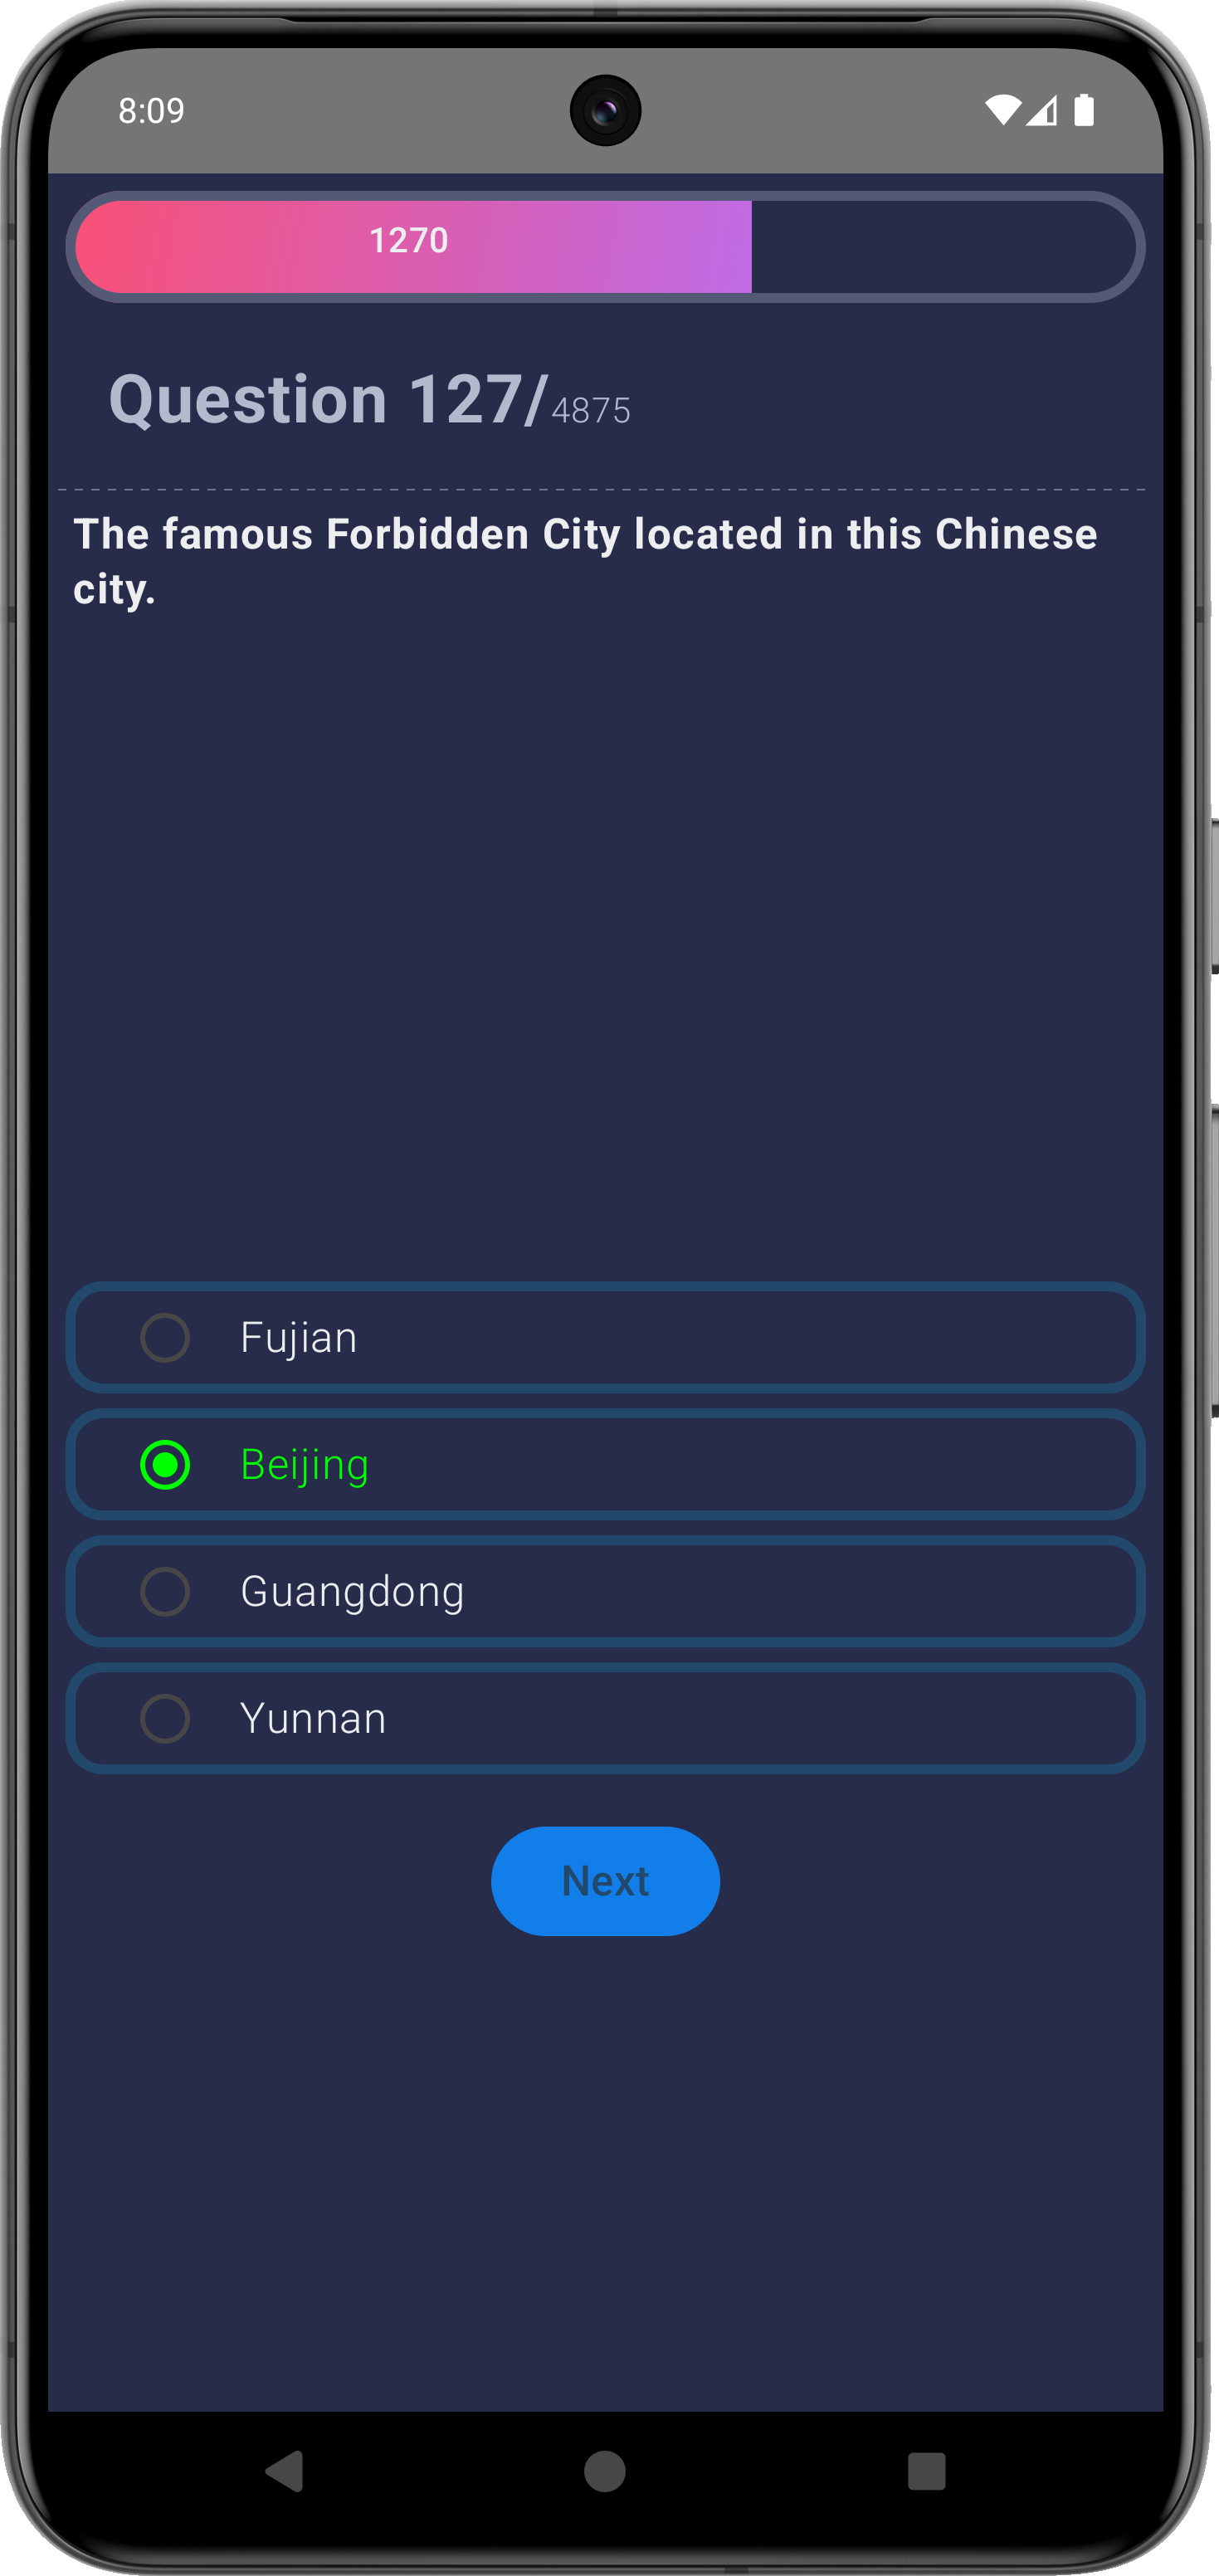 8:09
1270
Question 127/4875
The famous Forbidden City located in this Chinese
city.
Fujian
Beijing
Guangdong
Yunnan
Next